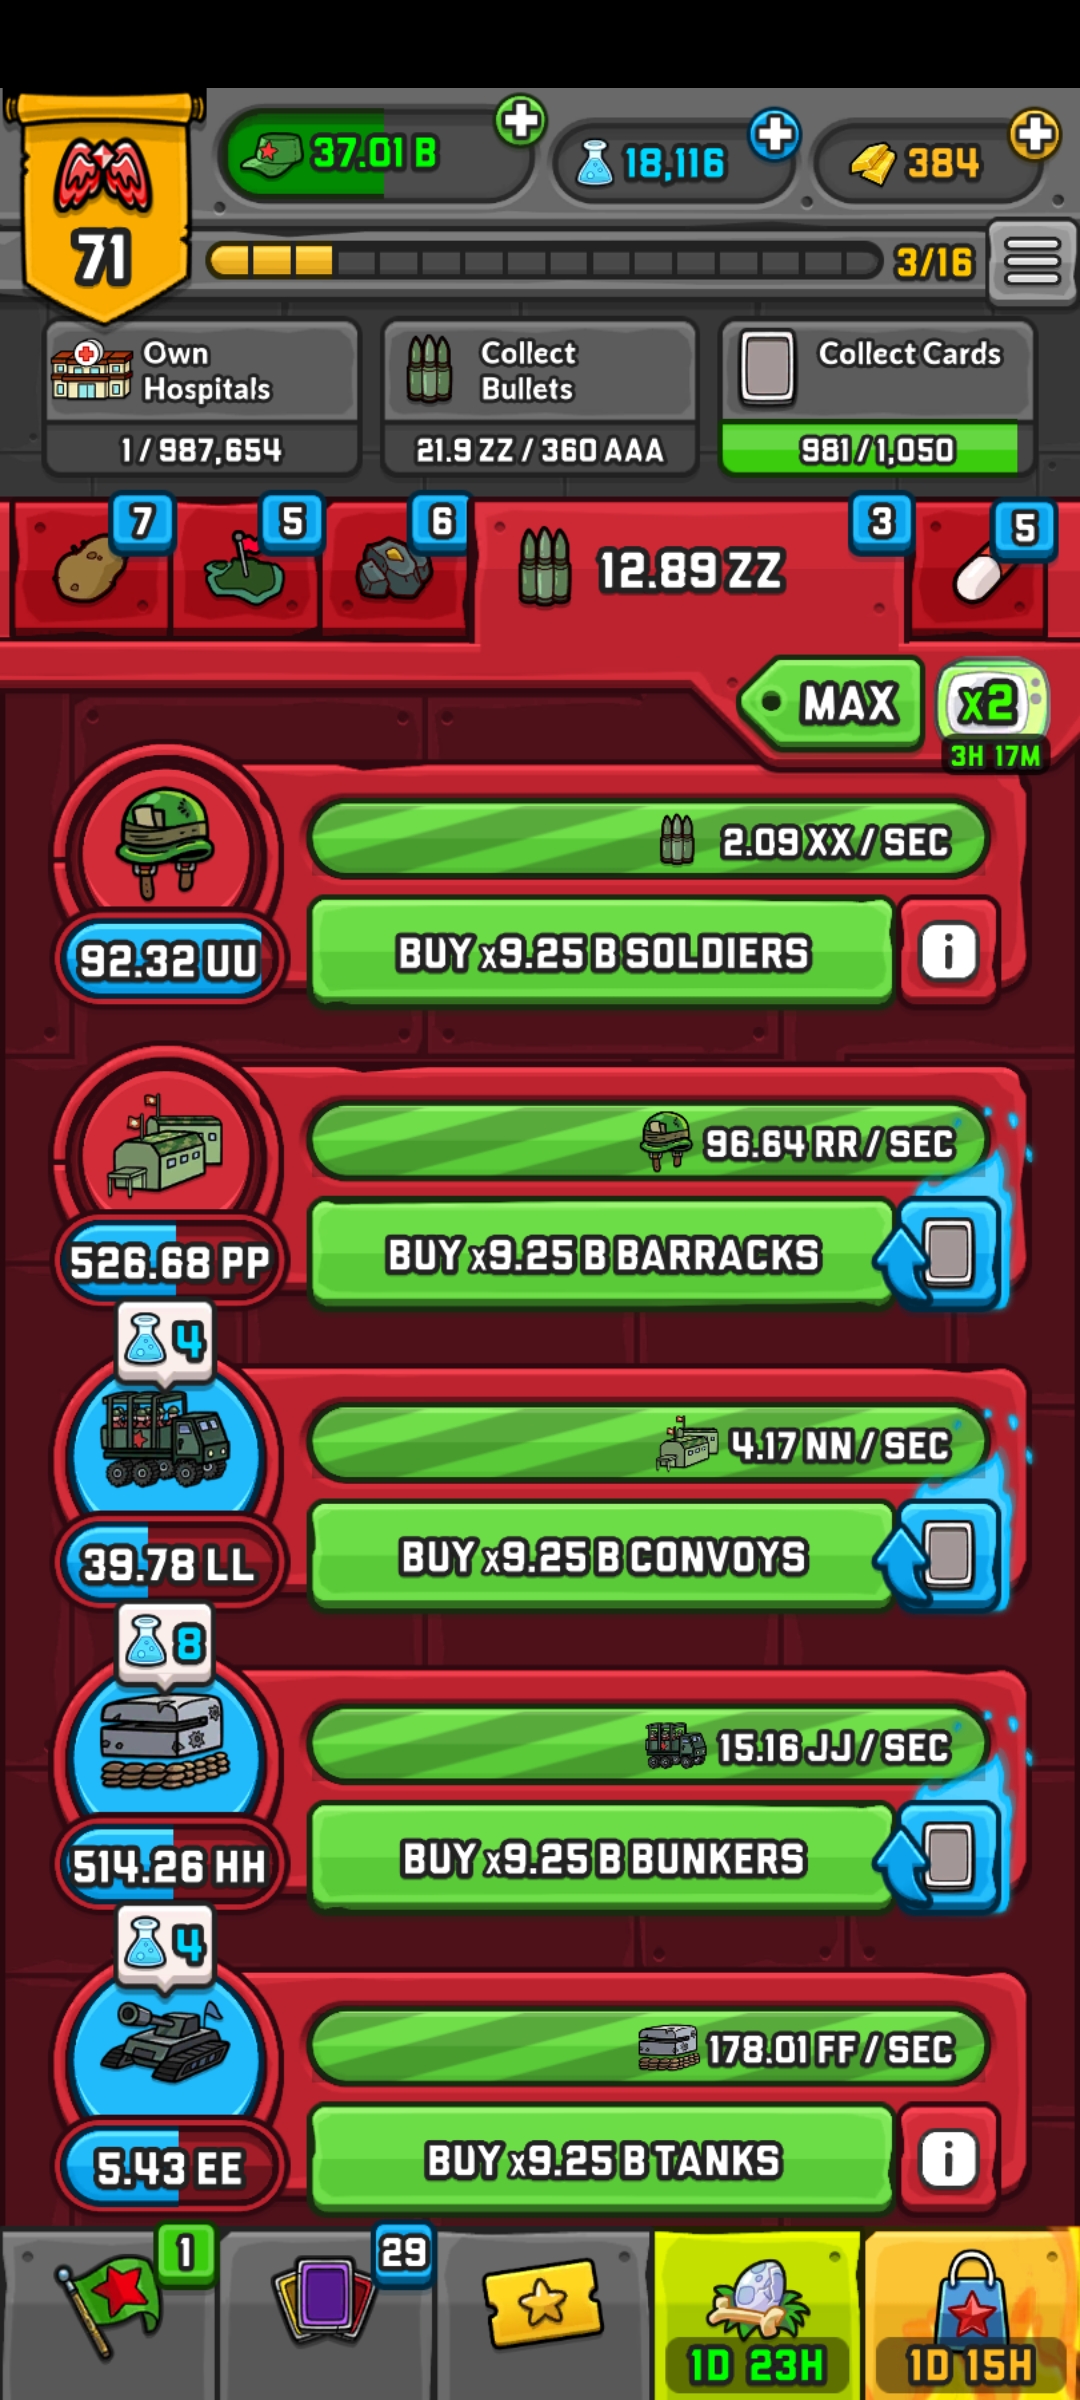 71
37.01 B
18,116
384
3/16
Own
Hospitals
1 / 987,654
Collect
Bullets
21.9 ZZ / 360 AAA
Collect Cards
981 / 1,050
7
5
6
12.89 ZZ
3
5
MAX
x2
3H 17M
2.09 XX / SEC
92.32 UU
BUY x9.25 B SOLDIERS
i
96.64 RR / SEC
526.68 PP
BUY x9.25 B BARRACKS
4
4.17 NN / SEC
39.78 LL
BUY x9.25 B CONVOYS
8
15.16 JJ / SEC
514.26 HH
BUY x9.25 B BUNKERS
4
178.01 FF / SEC
5.43 EE
BUY x9.25 B TANKS
i
1
29
1D 23H
1D 15H